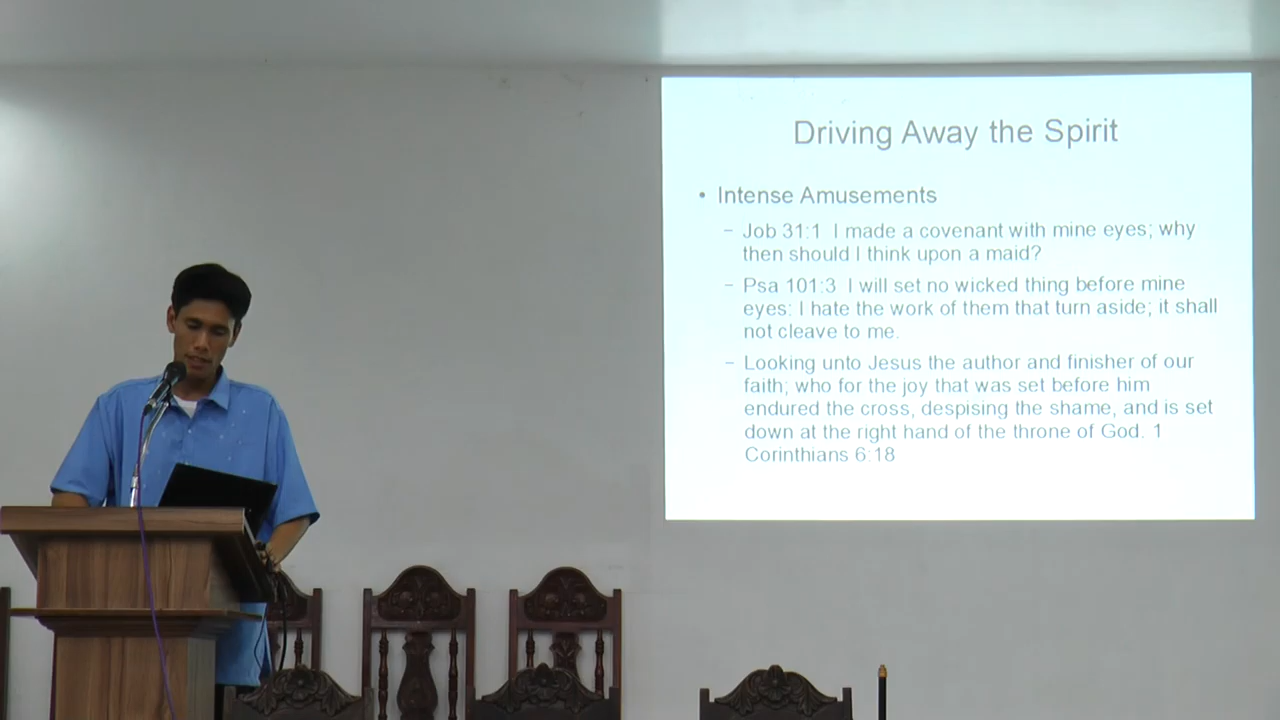 Driving Away the Spirit
• Intense Amusements
– Job 31:1 I made a covenant with mine eyes; why
then should I think upon a maid?
– Psa 101:3 I will set no wicked thing before mine
eyes: I hate the work of them that turn aside; it shall
not cleave to me.
– Looking unto Jesus the author and finisher of our
faith; who for the joy that was set before him
endured the cross, despising the shame, and is set
down at the right hand of the throne of God. 1
Corinthians 6:18